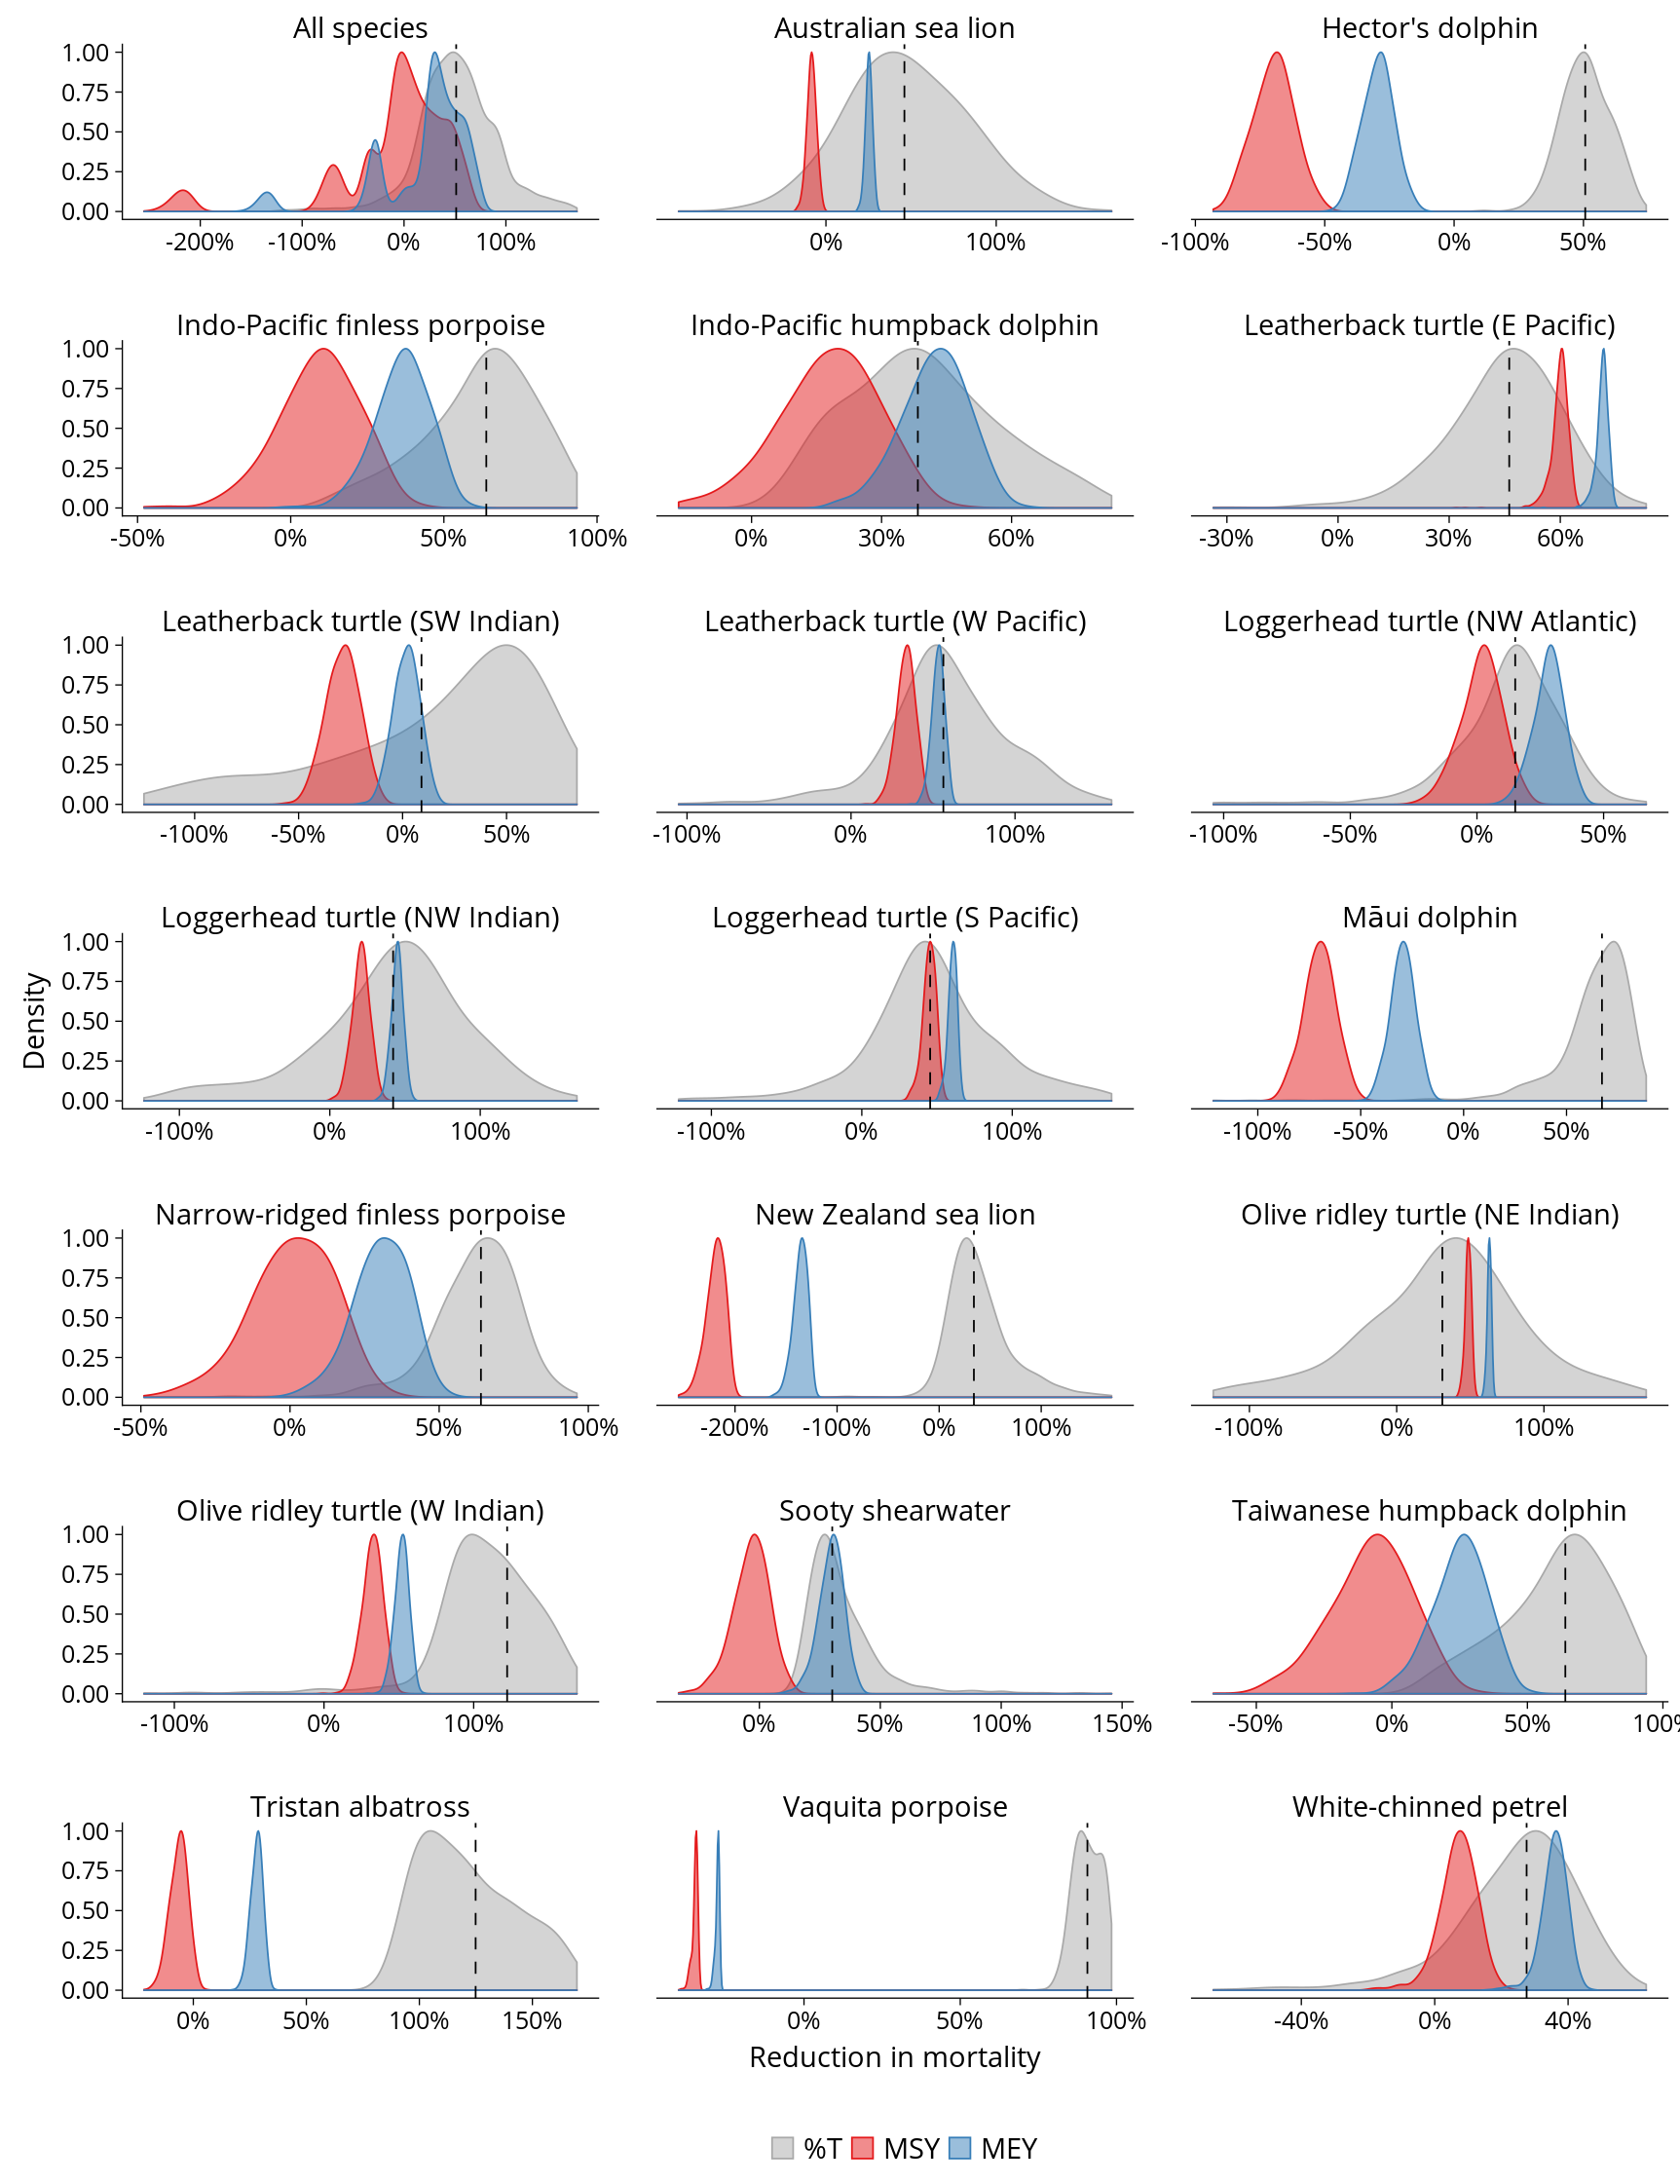 All species Australian sea lion Hector's dolphin
1.00
0.75
0.50
0.25
0.00
-200% -100% 0% 100% 0% 100% -100% -50% 0% 50%
Indo-Pacific finless porpoise Indo-Pacific humpback dolphin Leatherback turtle (E Pacific)
1.00
0.75
0.50
0.25
0.00
-50% 0% 50% 100% 0% 30% 60% -30% 0% 30% 60%
Leatherback turtle (SW Indian) Leatherback turtle (W Pacific) Loggerhead turtle (NW Atlantic)
1.00
0.75
0.50
0.25
0.00
-100% -50% 0% 50% -100% 0% 100% -100% -50% 0% 50%
Loggerhead turtle (NW Indian) Loggerhead turtle (S Pacific) Māui dolphin
Density
1.00
0.75
0.50
0.25
0.00
-100% 0% 100% -100% 0% 100% -100% -50% 0% 50%
Narrow-ridged finless porpoise New Zealand sea lion Olive ridley turtle (NE Indian)
1.00
0.75
0.50
0.25
0.00
-50% 0% 50% 100% -200% -100% 0% 100% -100% 0% 100%
Olive ridley turtle (W Indian) Sooty shearwater Taiwanese humpback dolphin
1.00
0.75
0.50
0.25
0.00
-100% 0% 100% 0% 50% 100% 150% -50% 0% 50% 100%
Tristan albatross Vaquita porpoise White-chinned petrel
1.00
0.75
0.50
0.25
0.00
0% 50% 100% 150% 0% 50% 100% -40% 0% 40%
Reduction in mortality
%T MSY MEY